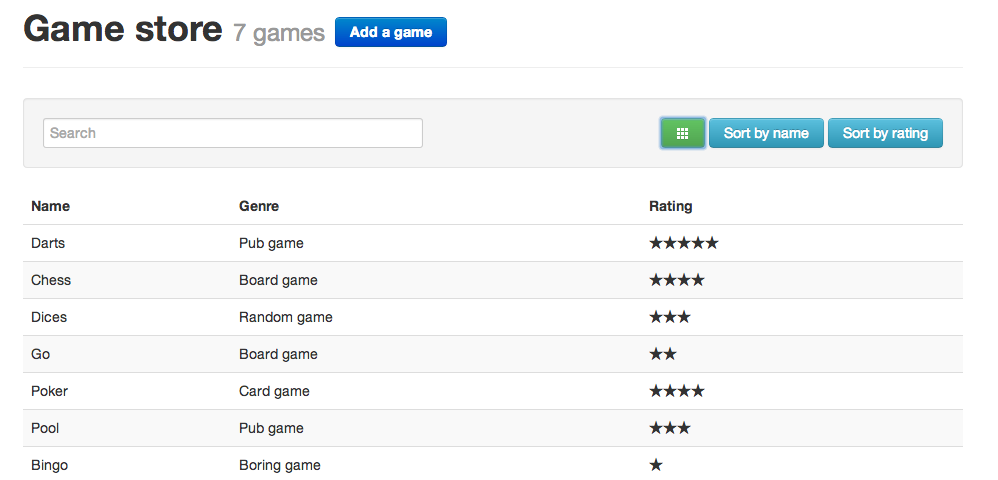 Game store 7 games Add a game
Search Sort by name Sort by rating
Name Genre Rating
Darts Pub game ★★★★★
Chess Board game ★★★★
Dices Random game ★★★
Go Board game ★★
Poker Card game ★★★★
Pool Pub game ★★★
Bingo Boring game ★